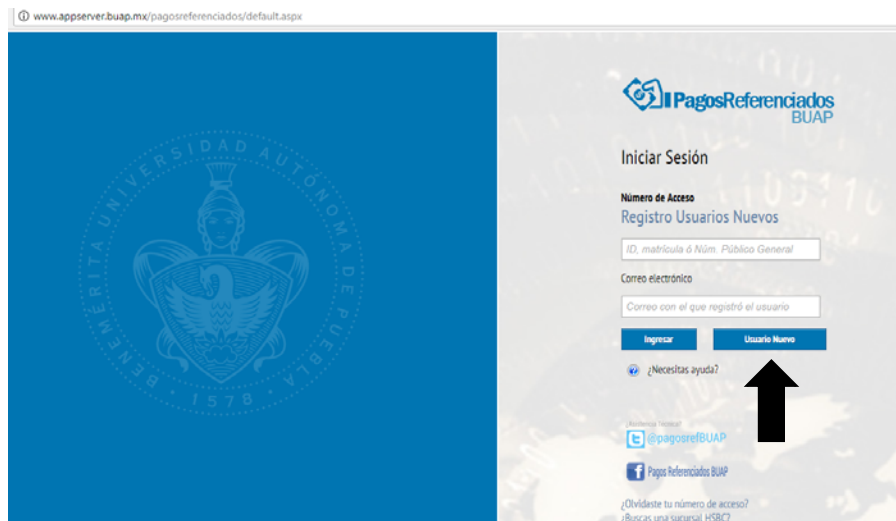 www.appserver.buap.mx/pagosreferenciados/default.aspx
BENEMÉRITA UNIVERSIDAD AUTÓNOMA DE PUEBLA
1578
PagosReferenciados
BUAP
Iniciar Sesión
Número de Acceso
Registro Usuarios Nuevos
ID, matrícula ó Núm. Público General
Correo electrónico
Correo con el que registró el usuario
Ingresar
Usuario Nuevo
¿Necesitas ayuda?
@pagosrefBUAP
Pagos Referenciados BUAP
¿Olvidaste tu número de acceso?
¿Buscas una sucursal HSBC?